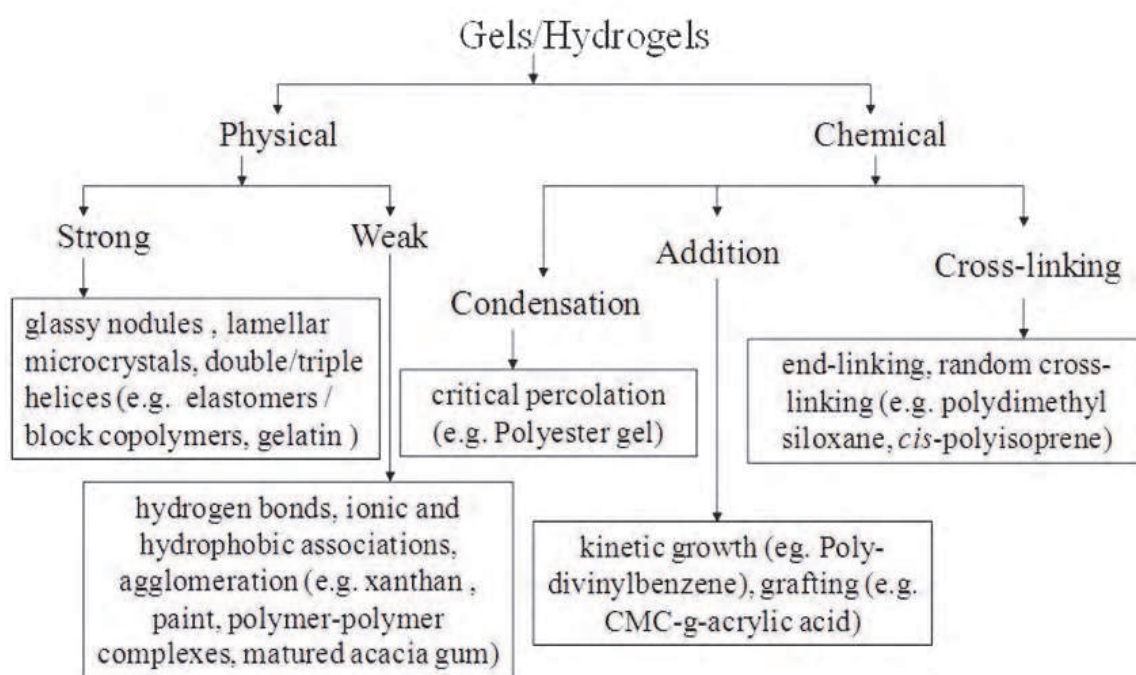 Gels/Hydrogels
Physical
Chemical
Strong
Weak
Condensation
Addition
Cross-linking
glassy nodules , lamellar
microcrystals, double/triple
helices (e.g. elastomers /
block copolymers, gelatin )
hydrogen bonds, ionic and
hydrophobic associations,
agglomeration (e.g. xanthan ,
paint, polymer-polymer
complexes, matured acacia gum)
critical percolation
(e.g. Polyester gel)
kinetic growth (eg. Poly-
divinylbenzene), grafting (e.g.
CMC-g-acrylic acid)
end-linking, random cross-
linking (e.g. polydimethyl
siloxane, cis-polyisoprene)